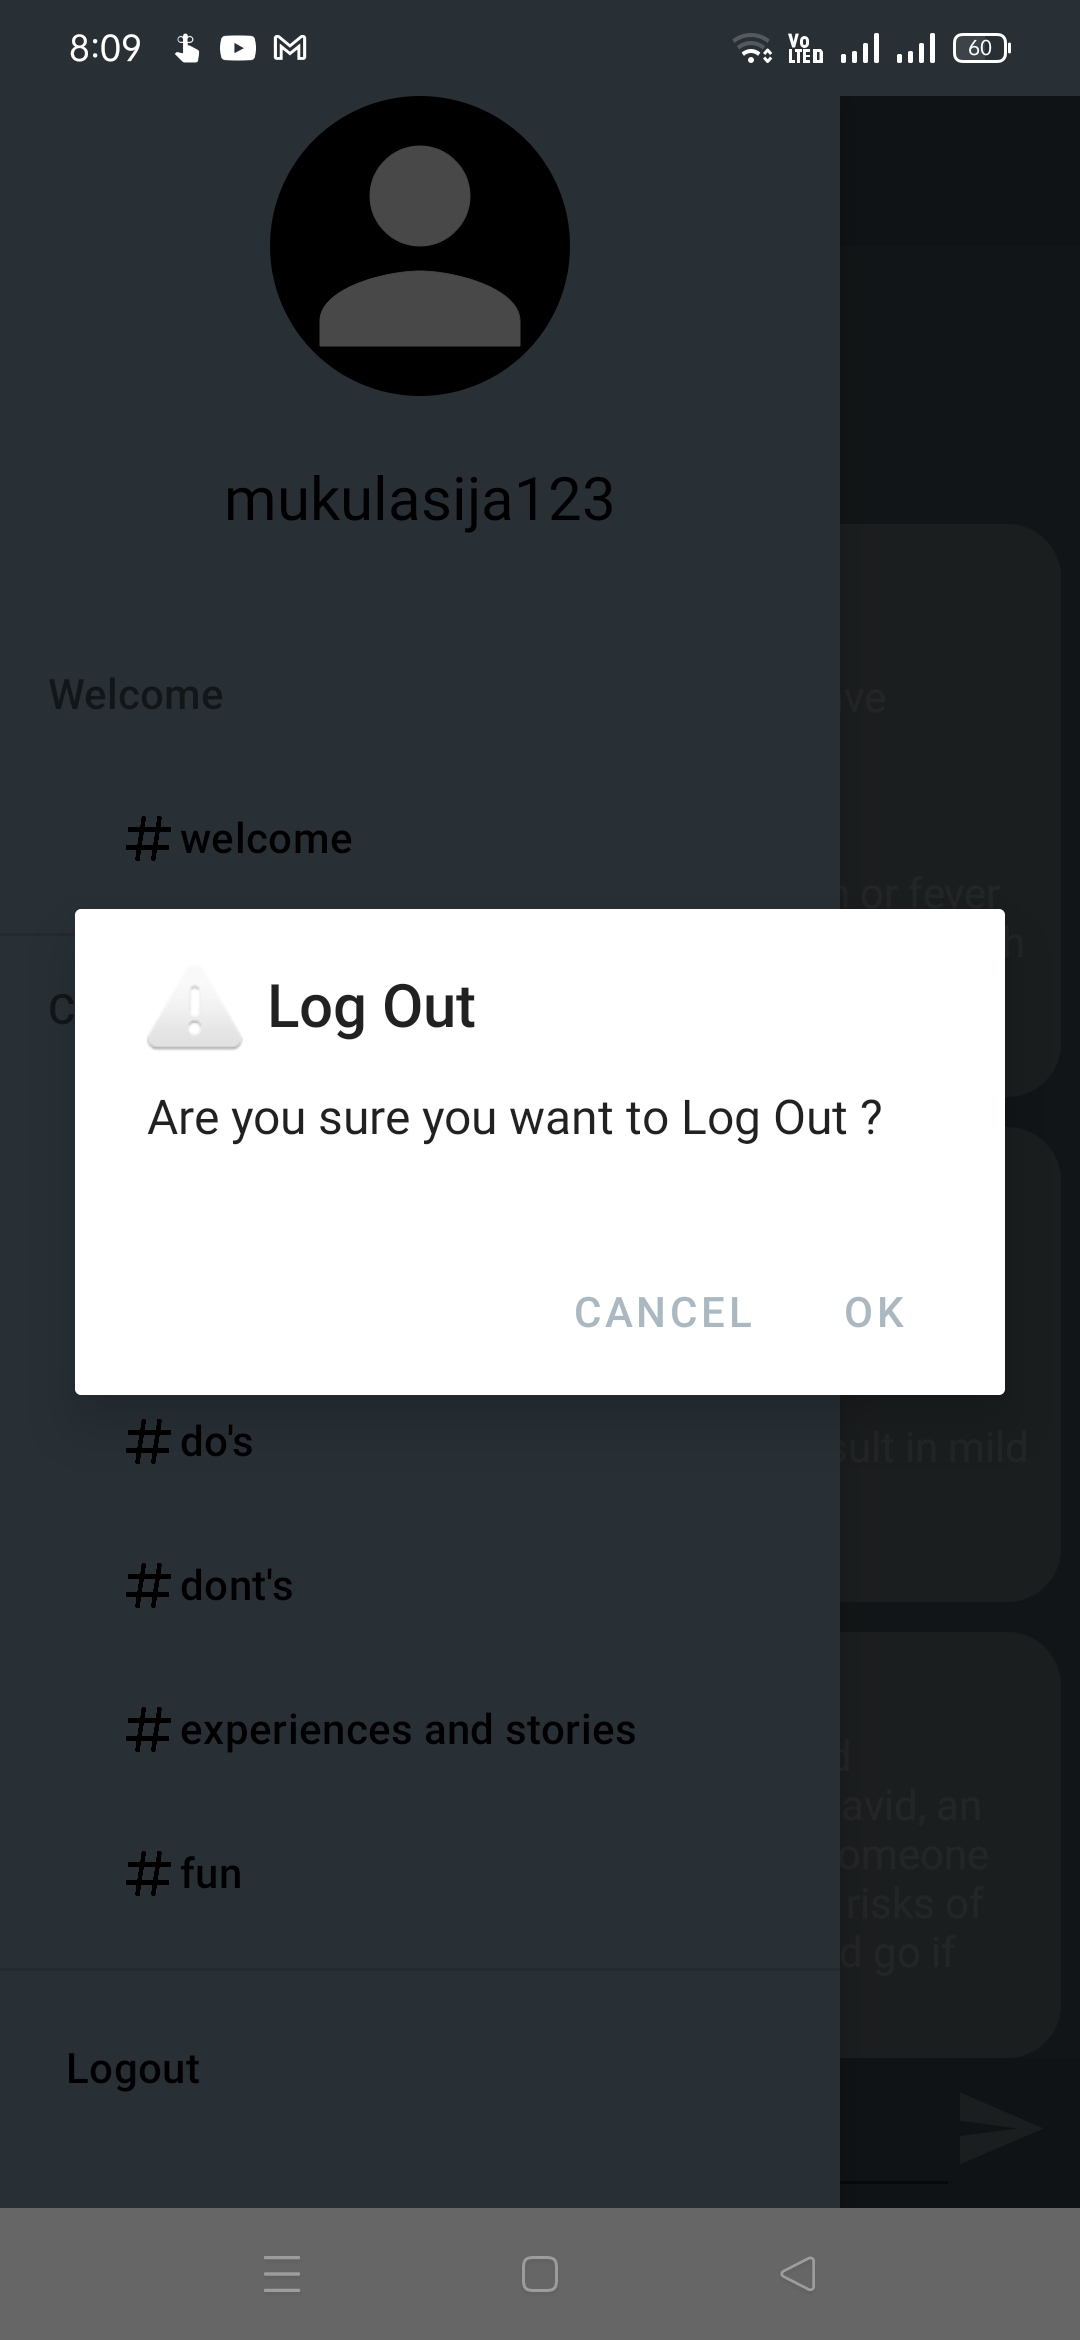 8:09
Vo
LTE
60
mukulasija123
Welcome
ve
welcome
or fever
Log Out
Are you sure you want to Log Out ?
CANCEL OK
do's
in mild
dont's
experiences and stories
avid, an
omeone
fun
risks of
go if
Logout